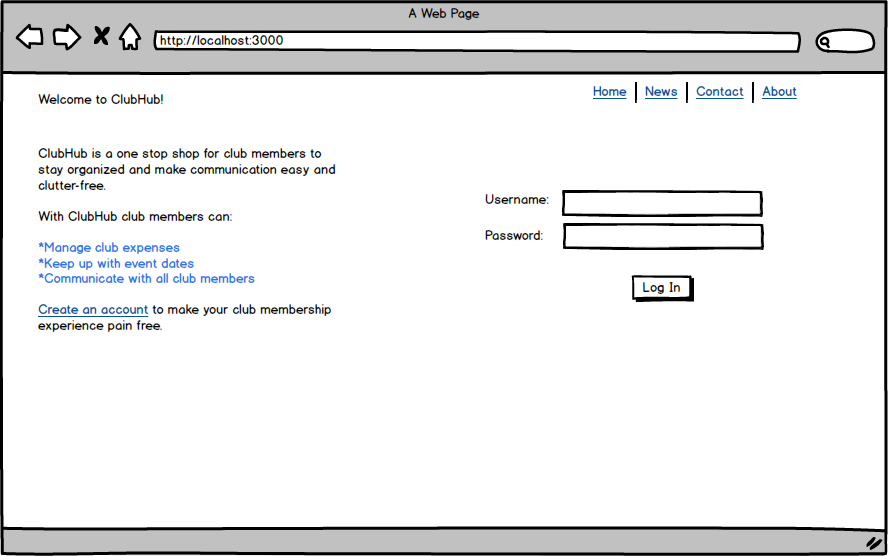 A Web Page
http://localhost:3000
Home News Contact About
Welcome to ClubHub!
ClubHub is a one stop shop for club members to
stay organized and make communication easy and
clutter-free.
With ClubHub club members can:
*Manage club expenses
*Keep up with event dates
*Communicate with all club members
Create an account to make your club membership
experience pain free.
Username:
Password:
Log In